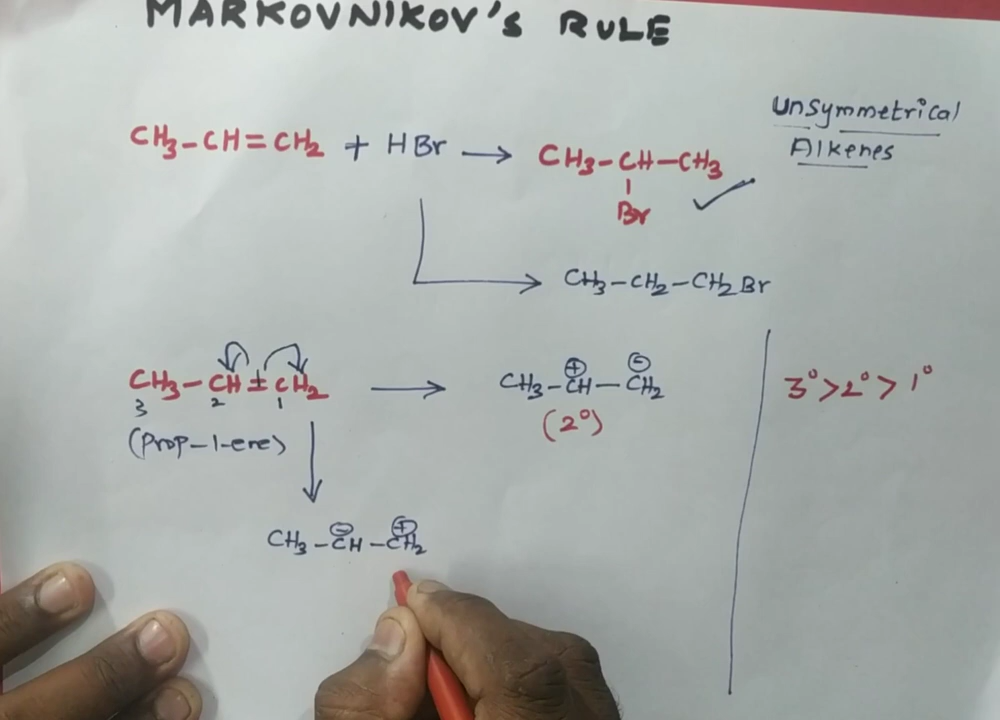 MARKOVNIKOV'S RULE
Unsymmetrical
Alkenes
CH3-CH=CH2 + HBr → CH3-CH-CH3
Br ✓
CH3-CH2-CH2Br
CH3-CH=CH2 → CH3-CH⊕-CH2⊖
3 2 1
(2°)
3°>2°>1°
(Prop-1-ene)
CH3-CH⊖-CH2⊕